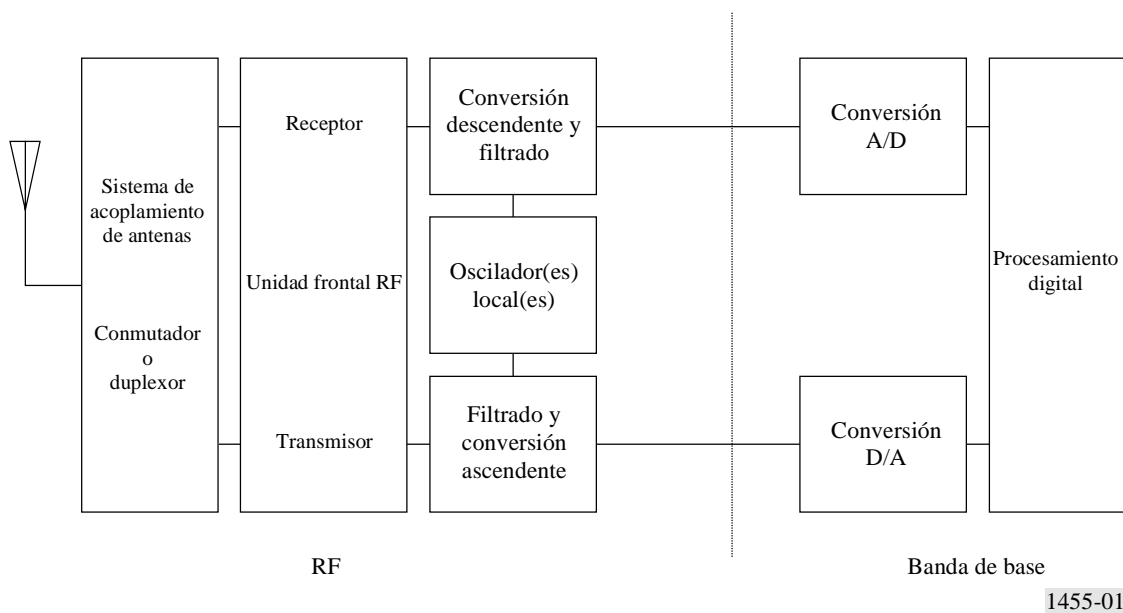 Sistema de
acoplamiento
de antenas
Conmutador
o
duplexor
Receptor
Unidad frontal RF
Transmisor
Conversión
descendente y
filtrado
Oscilador(es)
local(es)
Filtrado y
conversión
ascendente
Conversión
A/D
Conversión
D/A
Procesamiento
digital
RF
Banda de base
1455-01